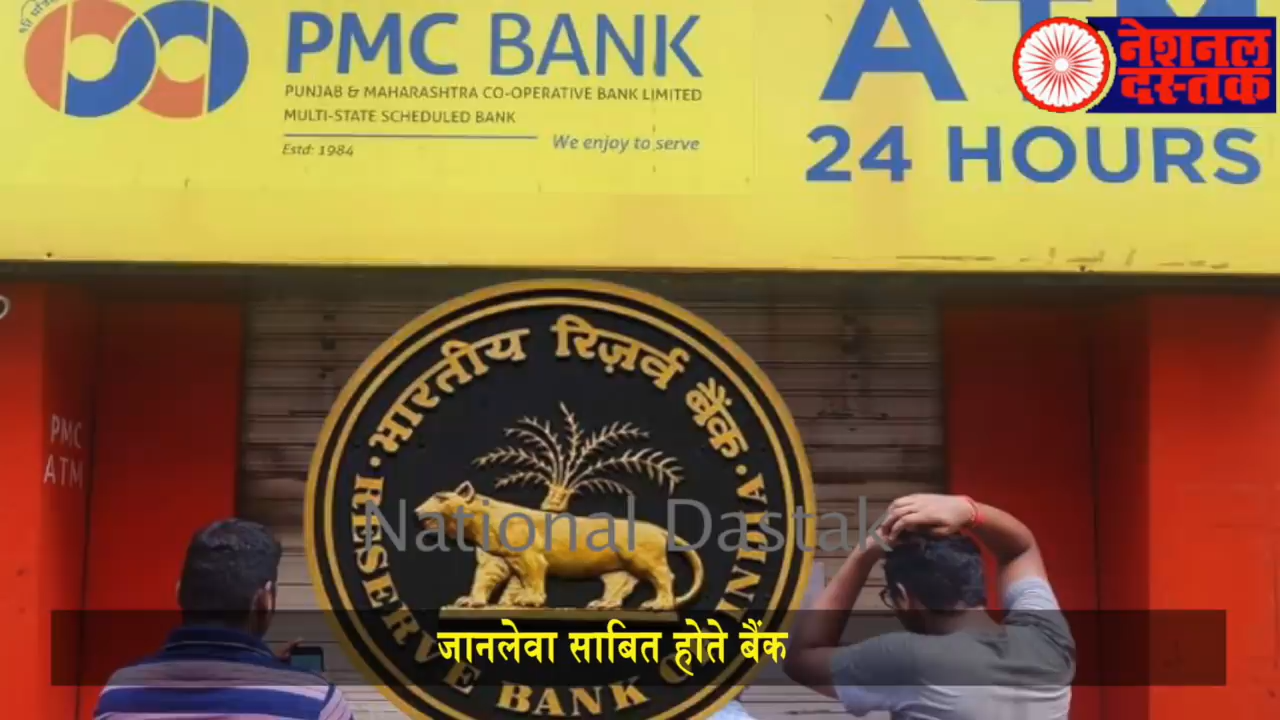 PMC BANK
PUNJAB & MAHARASHTRA CO-OPERATIVE BANK LIMITED
MULTI-STATE SCHEDULED BANK
Estd: 1984
We enjoy to serve
24 HOURS
नेशनल
दस्तक
PMC
ATM
भारतीय रिज़र्व बैंक
RESERVE BANK OF INDIA
National Dastak
जानलेवा साबित होते बैंक